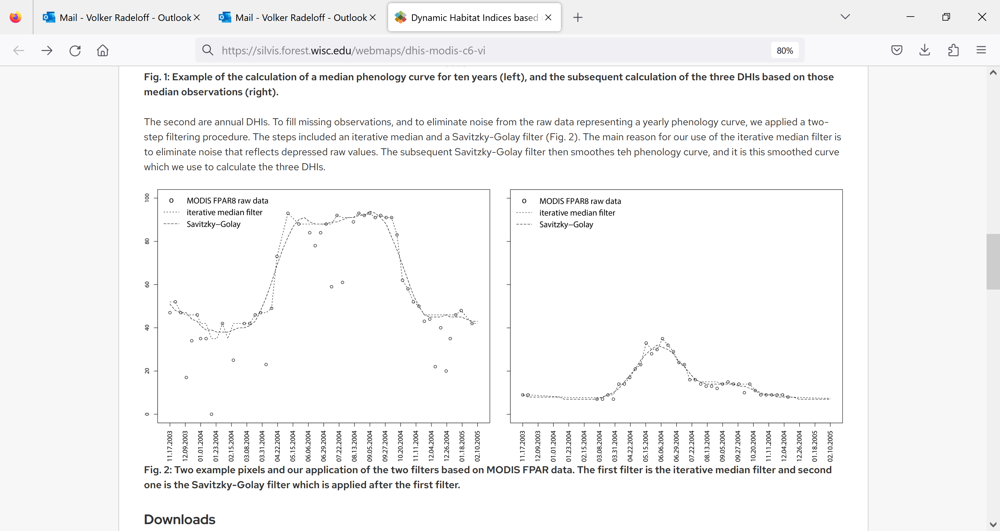 Mail - Volker Radeloff - Outlook
Mail - Volker Radeloff - Outlook
Dynamic Habitat Indices based
https://silvis.forest.wisc.edu/webmaps/dhis-modis-c6-vi
80%
Fig. 1: Example of the calculation of a median phenology curve for ten years (left), and the subsequent calculation of the three DHIs based on those
median observations (right).
The second are annual DHIs. To fill missing observations, and to eliminate noise from the raw data representing a yearly phenology curve, we applied a two-
step filtering procedure. The steps included an iterative median and a Savitzky-Golay filter (Fig. 2). The main reason for our use of the iterative median filter is
to eliminate noise that reflects depressed raw values. The subsequent Savitzky-Golay filter then smoothes teh phenology curve, and it is this smoothed curve
which we use to calculate the three DHIs.
MODIS FPAR8 raw data
iterative median filter
Savitzky–Golay
100
80
60
40
20
0
11.17.2003
12.09.2003
01.01.2004
01.23.2004
02.15.2004
03.08.2004
03.31.2004
04.22.2004
05.15.2004
06.06.2004
06.29.2004
07.22.2004
08.13.2004
09.05.2004
09.27.2004
10.20.2004
11.11.2004
12.04.2004
12.26.2004
01.18.2005
02.10.2005
MODIS FPAR8 raw data
iterative median filter
Savitzky–Golay
11.17.2003
12.09.2003
01.01.2004
01.23.2004
02.15.2004
03.08.2004
03.31.2004
04.22.2004
05.15.2004
06.06.2004
06.29.2004
07.22.2004
08.13.2004
09.05.2004
09.27.2004
10.20.2004
11.11.2004
12.04.2004
12.26.2004
01.18.2005
02.10.2005
Fig. 2: Two example pixels and our application of the two filters based on MODIS FPAR data. The first filter is the iterative median filter and second
one is the Savitzky-Golay filter which is applied after the first filter.
Downloads